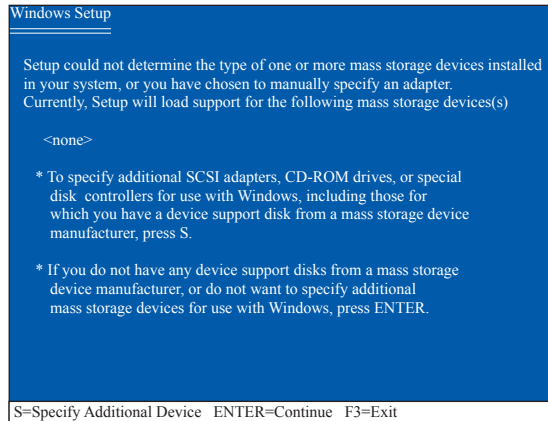 Windows Setup
Setup could not determine the type of one or more mass storage devices installed
in your system, or you have chosen to manually specify an adapter.
Currently, Setup will load support for the following mass storage devices(s)
<none>
* To specify additional SCSI adapters, CD-ROM drives, or special
disk controllers for use with Windows, including those for
which you have a device support disk from a mass storage device
manufacturer, press S.
* If you do not have any device support disks from a mass storage
device manufacturer, or do not want to specify additional
mass storage devices for use with Windows, press ENTER.
S=Specify Additional Device ENTER=Continue F3=Exit